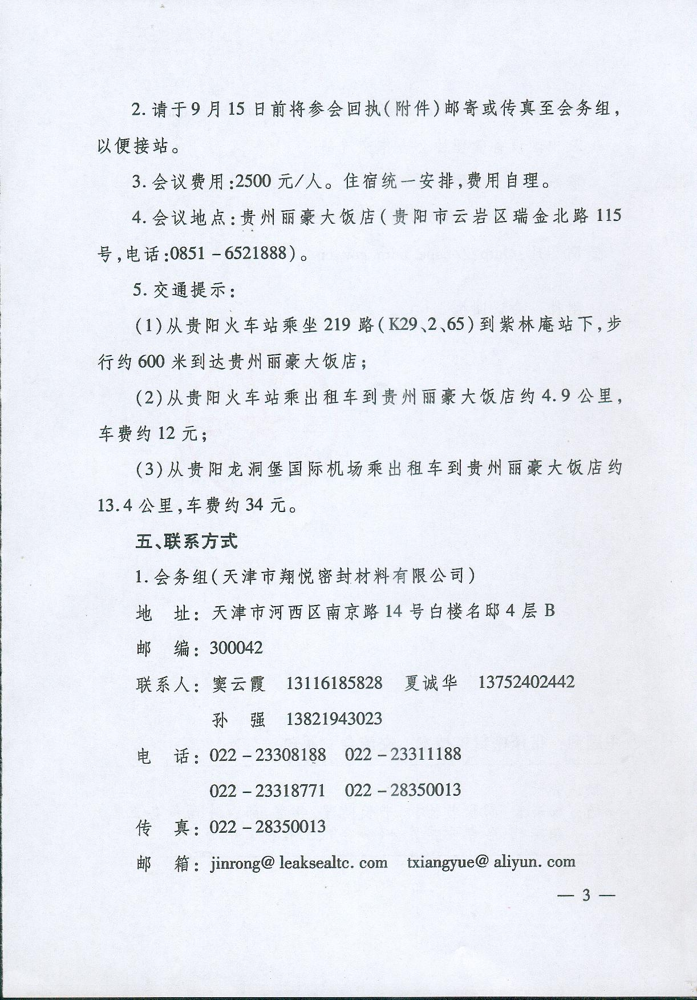 2. 请于9月15日前将参会回执(附件)邮寄或传真至会务组,
以便接站。
3. 会议费用:2500元/人。住宿统一安排,费用自理。
4. 会议地点:贵州丽豪大饭店(贵阳市云岩区瑞金北路115
号,电话:0851-6521888)。
5. 交通提示:
(1)从贵阳火车站乘坐219路(K29、2、65)到紫林庵站下,步
行约600米到达贵州丽豪大饭店;
(2)从贵阳火车站乘出租车到贵州丽豪大饭店约4.9公里,
车费约12元;
(3)从贵阳龙洞堡国际机场乘出租车到贵州丽豪大饭店约
13.4公里,车费约34元。
五、联系方式
1. 会务组(天津市翔悦密封材料有限公司)
地 址: 天津市河西区南京路14号白楼名邸4层B
邮 编: 300042
联系人: 窦云霞 13116185828 夏诚华 13752402442
孙 强 13821943023
电 话: 022-23308188 022-23311188
022-23318771 022-28350013
传 真: 022-28350013
邮 箱: jinrong@leaksealtc.com txiangyue@aliyun.com
— 3 —